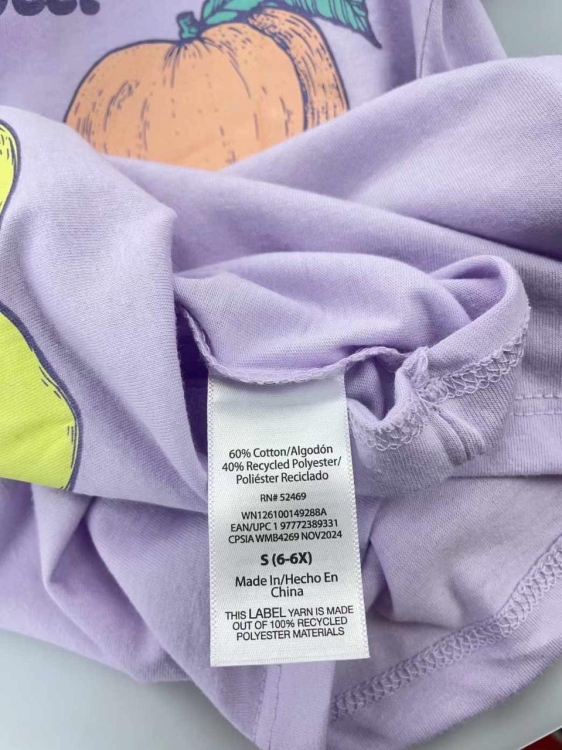 60% Cotton/Algodón
40% Recycled Polyester/
Poliéster Reciclado
RN# 52469
WN126100149288A
EAN/UPC 1 97772389331
CPSIA WMB4269 NOV2024
S (6-6X)
Made In/Hecho En
China
THIS LABEL YARN IS MADE
OUT OF 100% RECYCLED
POLYESTER MATERIALS